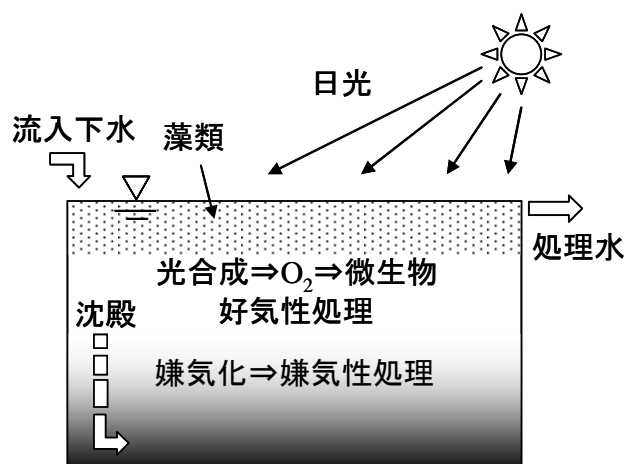 日光
流入下水
藻類
処理水
光合成⇒O₂⇒微生物
好気性処理
沈殿
嫌気化⇒嫌気性処理